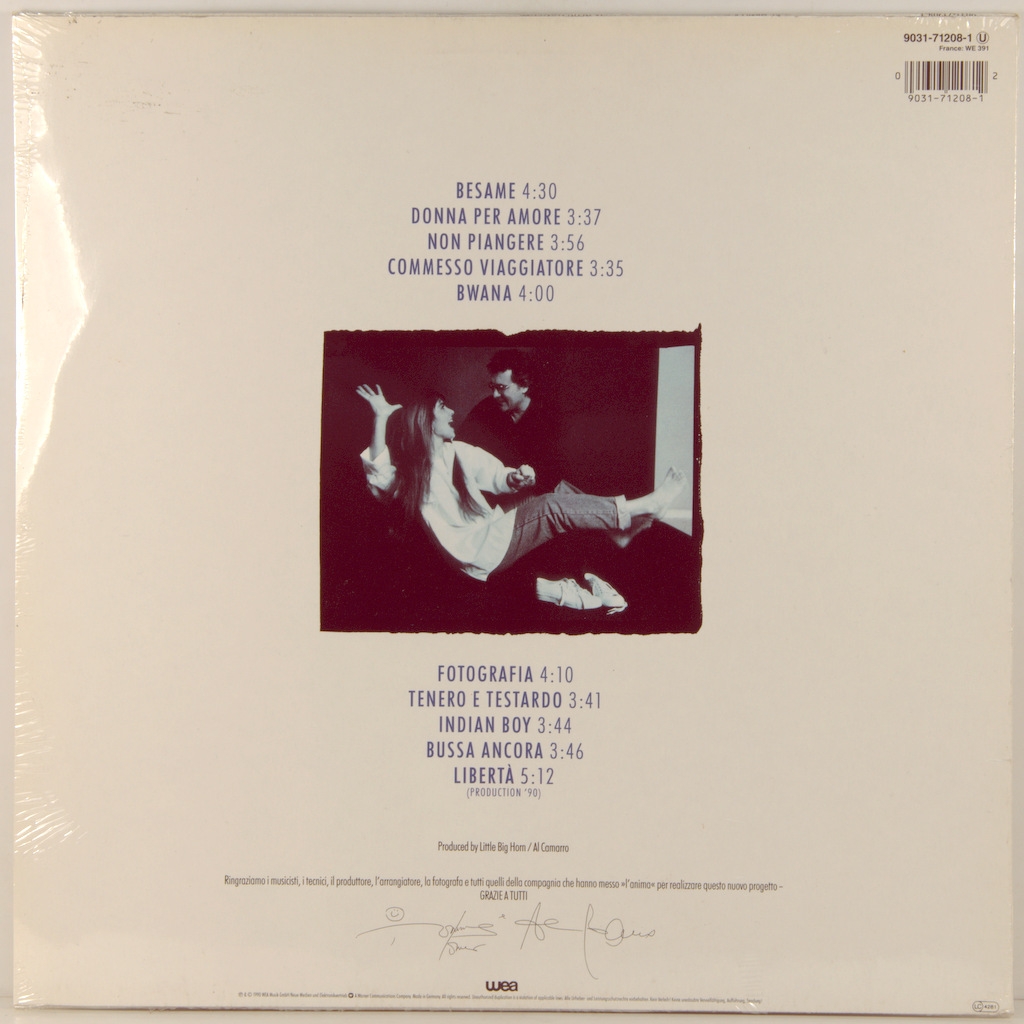 9031-71208-1 U
France: WE 391
0 2
9031-71208-1
BESAME 4:30
DONNA PER AMORE 3:37
NON PIANGERE 3:56
COMMESSO VIAGGIATORE 3:35
BWANA 4:00
FOTOGRAFIA 4:10
TENERO E TESTARDO 3:41
INDIAN BOY 3:44
BUSSA ANCORA 3:46
LIBERTÀ 5:12
(PRODUCTION '90)
Produced by Little Big Horn / Al Camarro
Ringraziamo i musicisti, i tecnici, il produttore, l'arrangiatore, la fotografa e tutti quelli della compagnia che hanno messo »l'anima« per realizzare questo nuovo progetto –
GRAZIE A TUTTI
wea